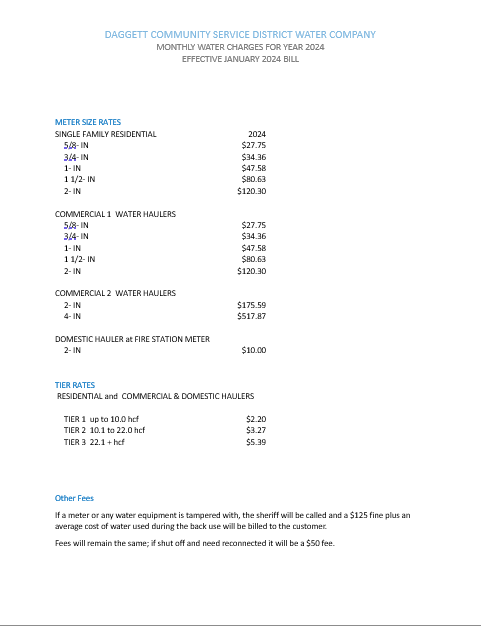 DAGGETT COMMUNITY SERVICE DISTRICT WATER COMPANY
MONTHLY WATER CHARGES FOR YEAR 2024
EFFECTIVE JANUARY 2024 BILL
METER SIZE RATES
SINGLE FAMILY RESIDENTIAL 2024
5/8- IN $27.75
3/4- IN $34.36
1- IN $47.58
1 1/2- IN $80.63
2- IN $120.30
COMMERCIAL 1 WATER HAULERS
5/8- IN $27.75
3/4- IN $34.36
1- IN $47.58
1 1/2- IN $80.63
2- IN $120.30
COMMERCIAL 2 WATER HAULERS
2- IN $175.59
4- IN $517.87
DOMESTIC HAULER at FIRE STATION METER
2- IN $10.00
TIER RATES
RESIDENTIAL and COMMERCIAL & DOMESTIC HAULERS
TIER 1 up to 10.0 hcf $2.20
TIER 2 10.1 to 22.0 hcf $3.27
TIER 3 22.1 + hcf $5.39
Other Fees
If a meter or any water equipment is tampered with, the sheriff will be called and a $125 fine plus an
average cost of water used during the back use will be billed to the customer.
Fees will remain the same; if shut off and need reconnected it will be a $50 fee.